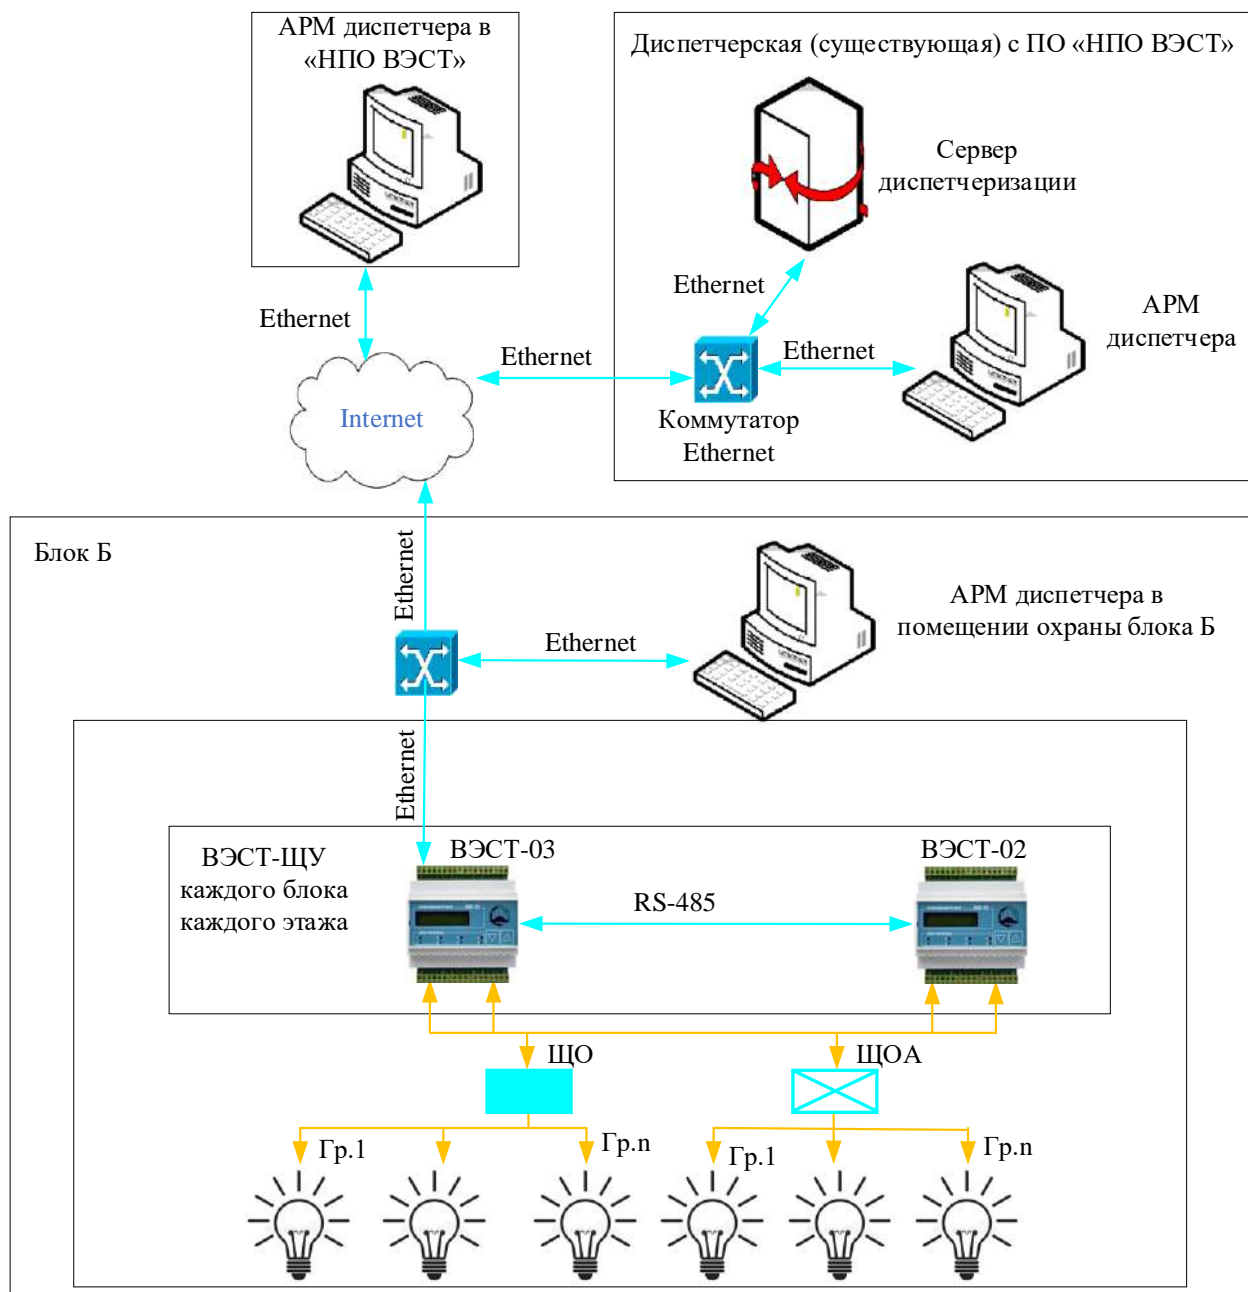 АРМ диспетчера в
«НПО ВЭСТ»
Диспетчерская (существующая) с ПО «НПО ВЭСТ»
Сервер
диспетчеризации
Ethernet
Ethernet
Ethernet
Ethernet
АРМ
диспетчера
Internet
Коммутатор
Ethernet
Блок Б
Ethernet
АРМ диспетчера в
помещении охраны блока Б
Ethernet
Ethernet
ВЭСТ-ЩУ
каждого блока
каждого этажа
ВЭСТ-03
ВЭСТ-02
RS-485
ЩО
ЩОА
Гр.1
Гр.n
Гр.1
Гр.n